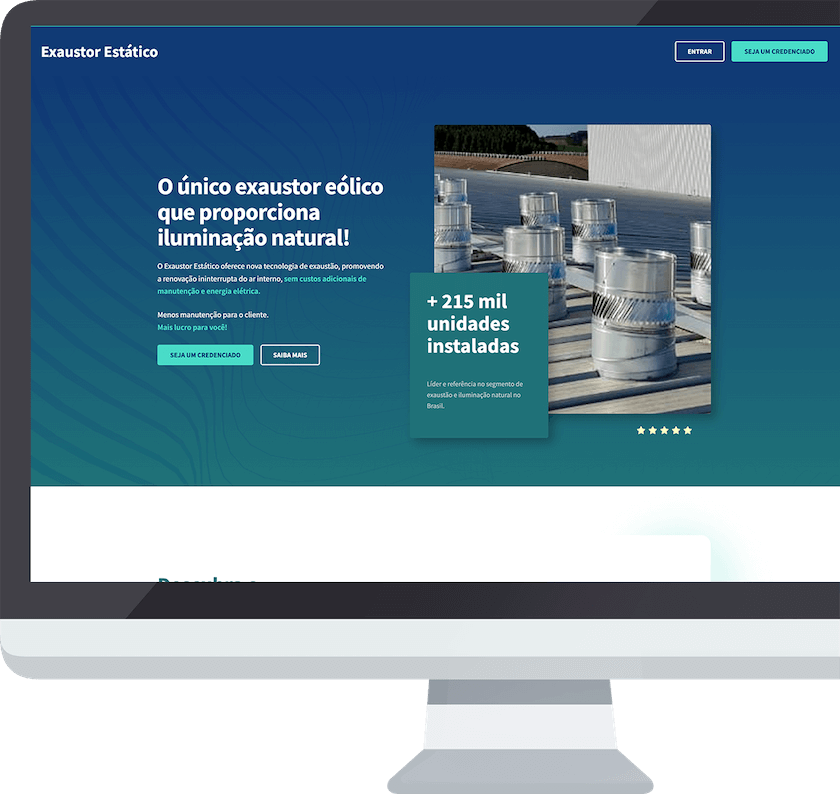 Exaustor Estático
ENTRAR
SEJA UM CREDENCIADO
O único exaustor eólico
que proporciona
iluminação natural!
O Exaustor Estático oferece nova tecnologia de exaustão, promovendo
a renovação ininterrupta do ar interno, sem custos adicionais de
manutenção e energia elétrica.
Menos manutenção para o cliente.
Mais lucro para você!
SEJA UM CREDENCIADO
SAIBA MAIS
+ 215 mil
unidades
instaladas
Líder e referência no segmento de
exaustão e iluminação natural no
Brasil.